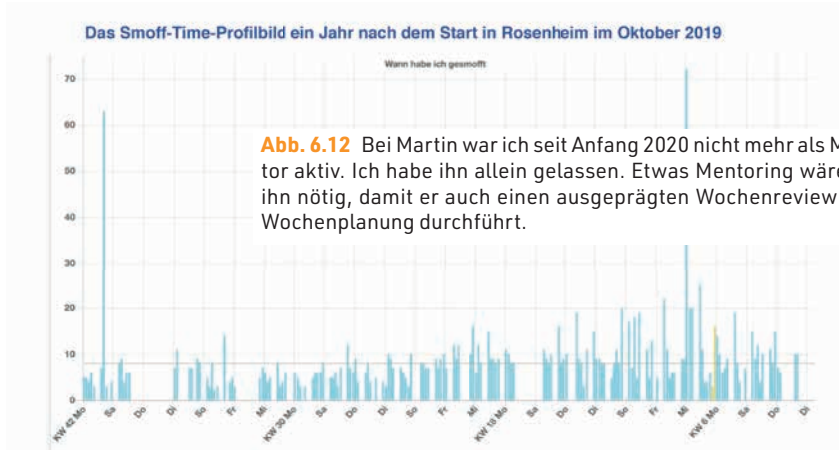 Das Smoff-Time-Profilbild ein Jahr nach dem Start in Rosenheim im Oktober 2019
Wann habe ich gesmofft
70
60
Abb. 6.12 Bei Martin war ich seit Anfang 2020 nicht mehr als M
tor aktiv. Ich habe ihn allein gelassen. Etwas Mentoring wäre
ihn nötig, damit er auch einen ausgeprägten Wochenreview
Wochenplanung durchführt.
50
40
30
20
10
0
KW 42 Mo Sa Do Di So Fr Mi KW 30 Mo Sa Do Di So Fr Mi KW 18 Mo Sa Do Di So Fr Mi KW 6 Mo Sa Do Di